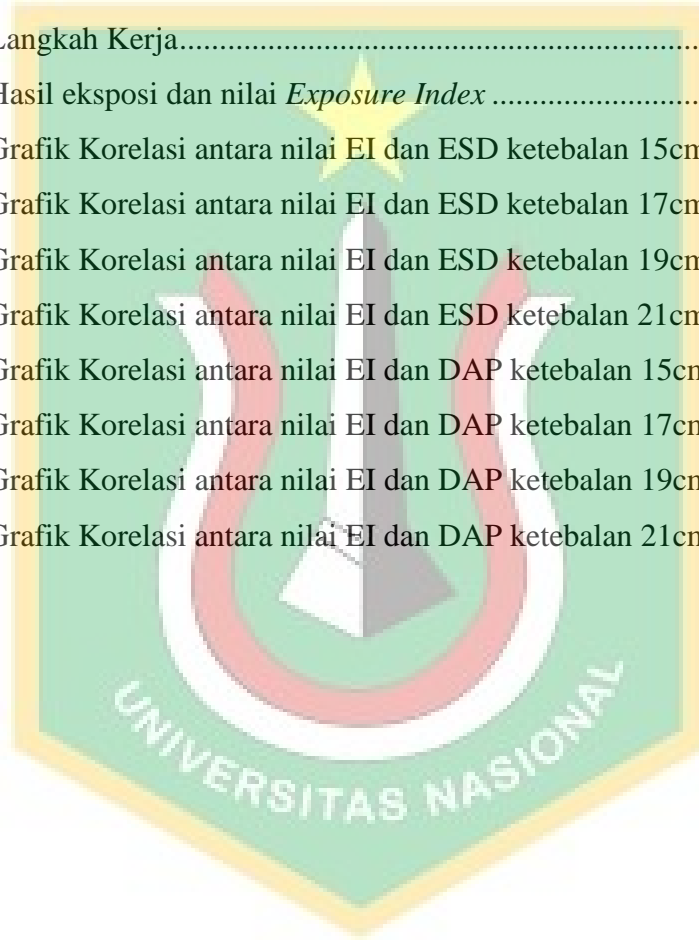 Langkah Kerja................................................................
Hasil eksposi dan nilai Exposure Index ......................
Grafik Korelasi antara nilai EI dan ESD ketebalan 15cm
Grafik Korelasi antara nilai EI dan ESD ketebalan 17cm
Grafik Korelasi antara nilai EI dan ESD ketebalan 19cm
Grafik Korelasi antara nilai EI dan ESD ketebalan 21cm
Grafik Korelasi antara nilai EI dan DAP ketebalan 15cm
Grafik Korelasi antara nilai EI dan DAP ketebalan 17cm
Grafik Korelasi antara nilai EI dan DAP ketebalan 19cm
Grafik Korelasi antara nilai EI dan DAP ketebalan 21cm
UNIVERSITAS NASIONAL